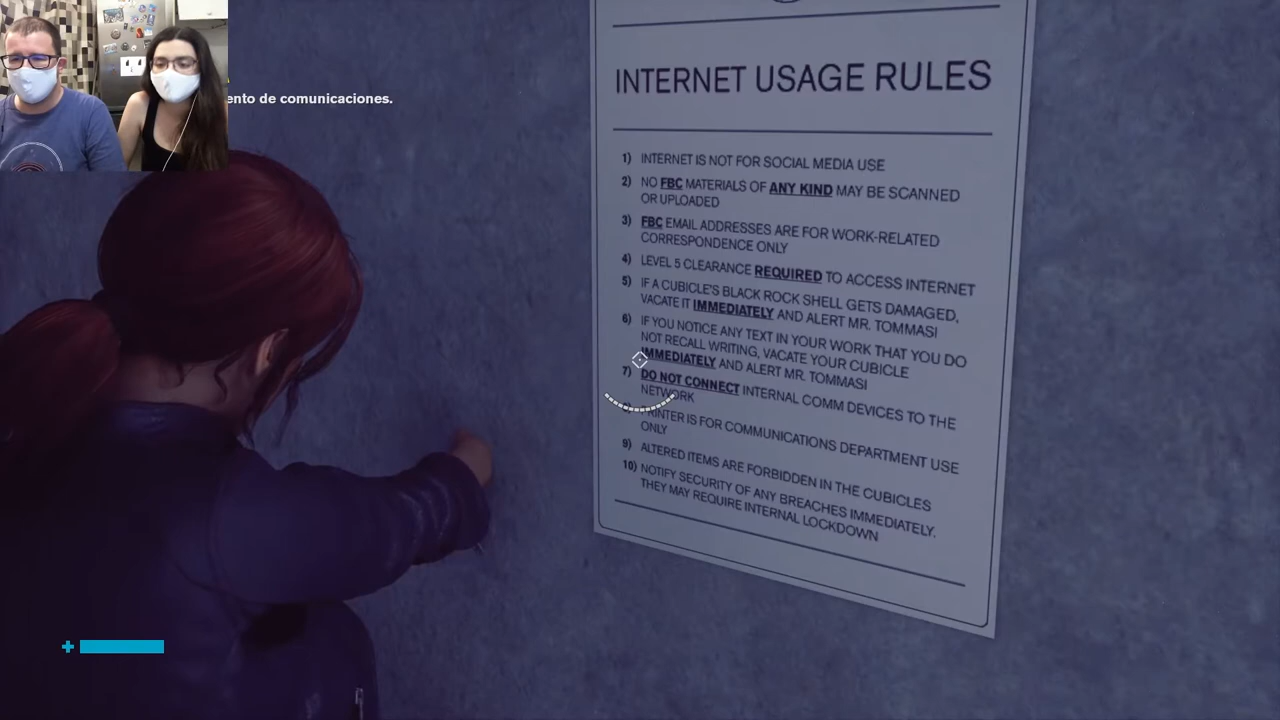 ento de comunicaciones.
INTERNET USAGE RULES
1) INTERNET IS NOT FOR SOCIAL MEDIA USE
2) NO FBC MATERIALS OF ANY KIND MAY BE SCANNED
OR UPLOADED
3) FBC EMAIL ADDRESSES ARE FOR WORK-RELATED
CORRESPONDENCE ONLY
4) LEVEL 5 CLEARANCE REQUIRED TO ACCESS INTERNET
5) IF A CUBICLE'S BLACK ROCK SHELL GETS DAMAGED,
VACATE IT IMMEDIATELY AND ALERT MR. TOMMASI
6) IF YOU NOTICE ANY TEXT IN YOUR WORK THAT YOU DO
NOT RECALL WRITING, VACATE YOUR CUBICLE
IMMEDIATELY AND ALERT MR. TOMMASI
7) DO NOT CONNECT INTERNAL COMM DEVICES TO THE
NETWORK
PRINTER IS FOR COMMUNICATIONS DEPARTMENT USE
ONLY
9) ALTERED ITEMS ARE FORBIDDEN IN THE CUBICLES
10) NOTIFY SECURITY OF ANY BREACHES IMMEDIATELY.
THEY MAY REQUIRE INTERNAL LOCKDOWN